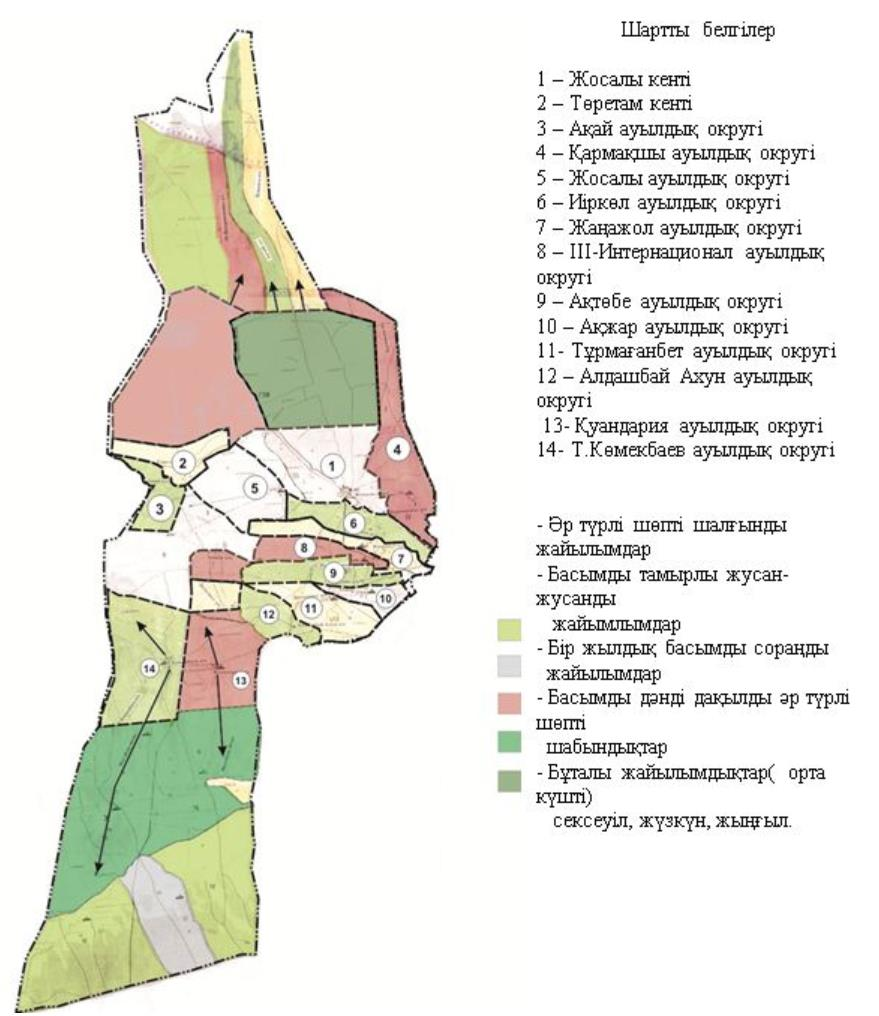 Шартты белгілер
1 – Жосалы кенті
2 – Төретам кенті
3 – Ақай ауылдық округі
4 – Қармақшы ауылдық округі
5 – Жосалы ауылдық округі
6 – Иіркөл ауылдық округі
7 – Жаңажол ауылдық округі
8 – III-Интернационал ауылдық
округі
9 – Ақтөбе ауылдық округі
10 – Ақжар ауылдық округі
11- Тұрмағанбет ауылдық округі
12 – Алдашбай Ахун ауылдық
округі
13- Қуандария ауылдық округі
14- Т.Көмекбаев ауылдық округі
- Әр түрлі шөпті шалғынды
жайылымдар
- Басымды тамырлы жусан-
жусанды
жайымлымдар
- Бір жылдық басымды сораңды
жайылымдар
- Басымды дәнді дақылды әр түрлі
шөпті
шабындықтар
- Бұталы жайылымдықтар( орта
күшті)
сексеуіл, жүзкүн, жыңғыл.
1
2
3
4
5
6
7
8
9
10
11
12
13
14